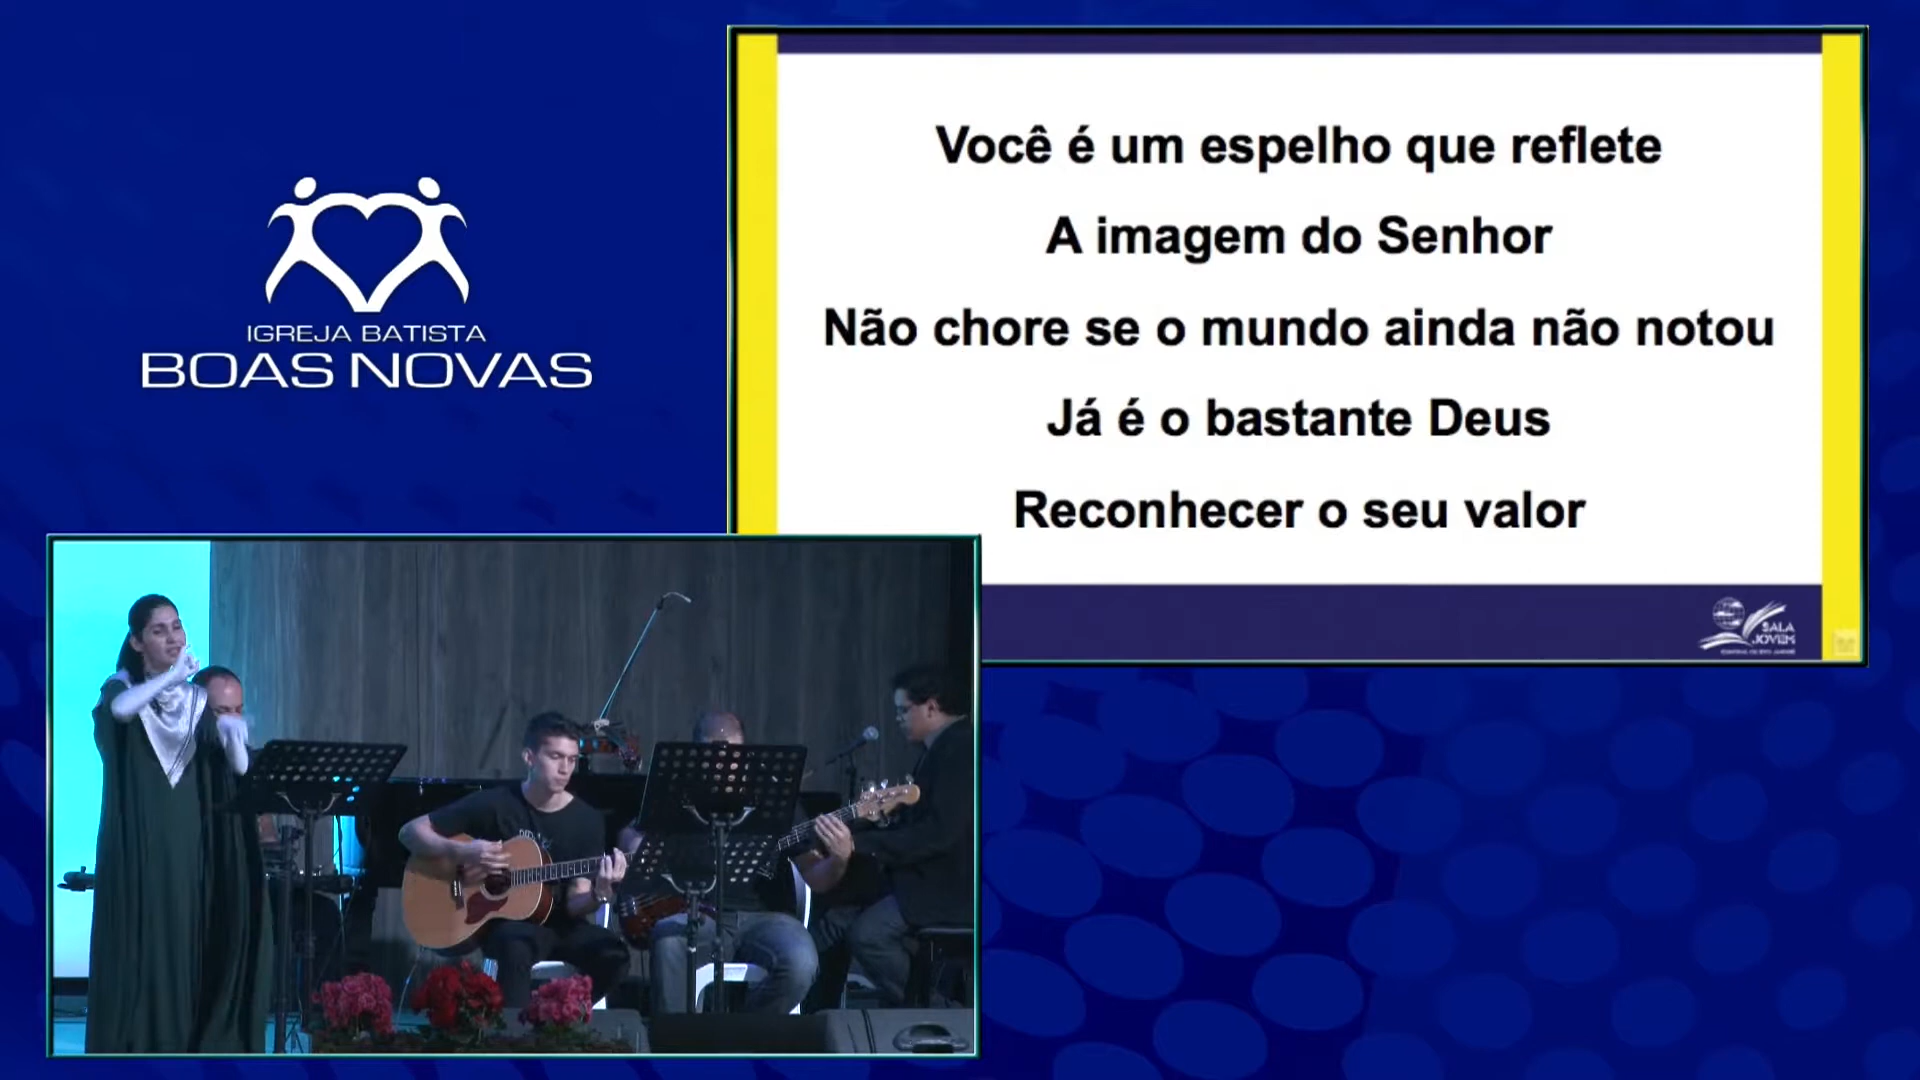 IGREJA BATISTA
BOAS NOVAS
Você é um espelho que reflete
A imagem do Senhor
Não chore se o mundo ainda não notou
Já é o bastante Deus
Reconhecer o seu valor
SALA
JOVEM